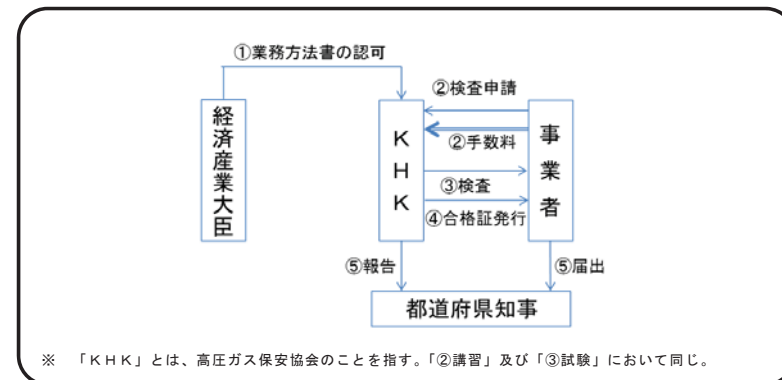 ①業務方法書の認可
②検査申請
経済産業大臣
KHK
事業者
②手数料
③検査
④合格証発行
⑤報告
⑤届出
都道府県知事
※ 「KHK」とは、高圧ガス保安協会のことを指す。「②講習」及び「③試験」において同じ。